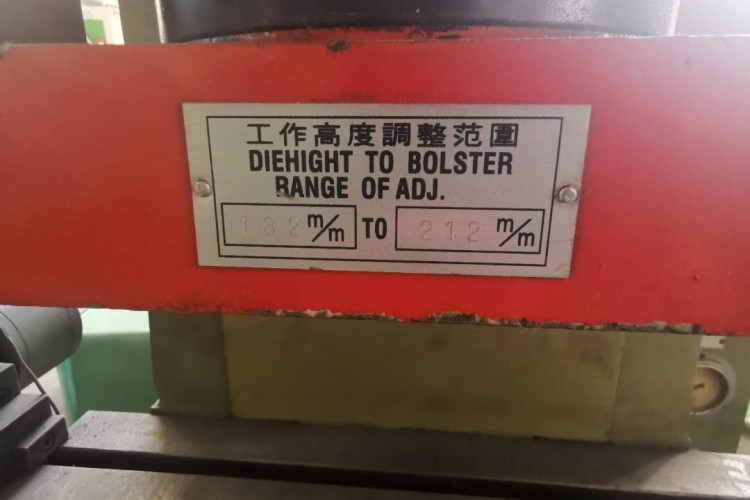 工作高度調整范圍
DIEHIGHT TO BOLSTER
RANGE OF ADJ.
182 m/m TO 212 m/m